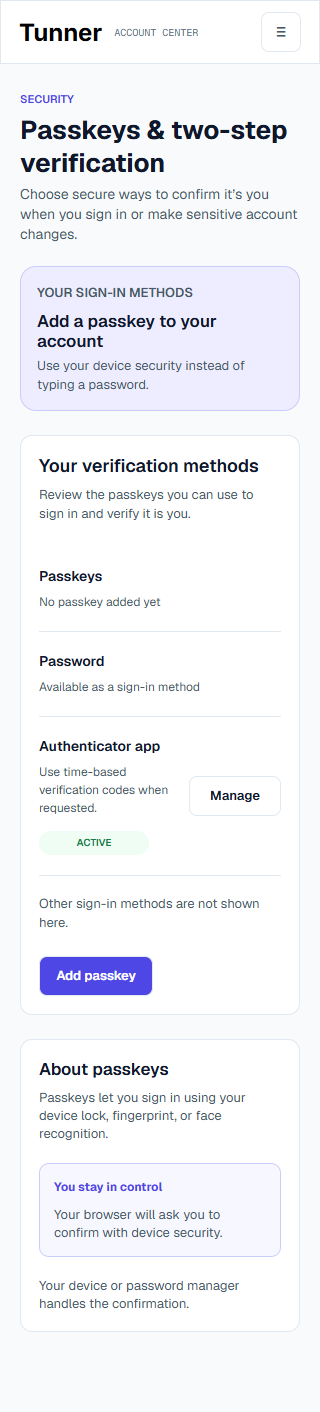 Tunner ACCOUNT CENTER
☰
SECURITY
Passkeys & two-step
verification
Choose secure ways to confirm it's you
when you sign in or make sensitive account
changes.
YOUR SIGN-IN METHODS
Add a passkey to your
account
Use your device security instead of
typing a password.
Your verification methods
Review the passkeys you can use to
sign in and verify it is you.
Passkeys
No passkey added yet
Password
Available as a sign-in method
Authenticator app
Use time-based
verification codes when
requested.
Manage
ACTIVE
Other sign-in methods are not shown
here.
Add passkey
About passkeys
Passkeys let you sign in using your
device lock, fingerprint, or face
recognition.
You stay in control
Your browser will ask you to
confirm with device security.
Your device or password manager
handles the confirmation.